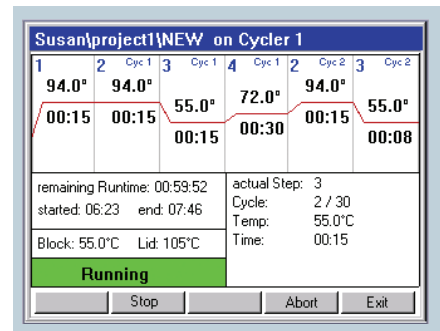 Susan\project1\NEW on Cycler 1
1 2 Cyc 1 3 Cyc 1 4 Cyc 1 2 Cyc 2 3 Cyc 2
94.0° 94.0° 55.0° 72.0° 94.0° 55.0°
00:15 00:15 00:15 00:30 00:15 00:08
remaining Runtime: 00:59:52
started: 06:23 end: 07:46
Block: 55.0°C Lid: 105°C
Running
actual Step: 3
Cycle: 2 / 30
Temp: 55.0°C
Time: 00:15
Stop Abort Exit